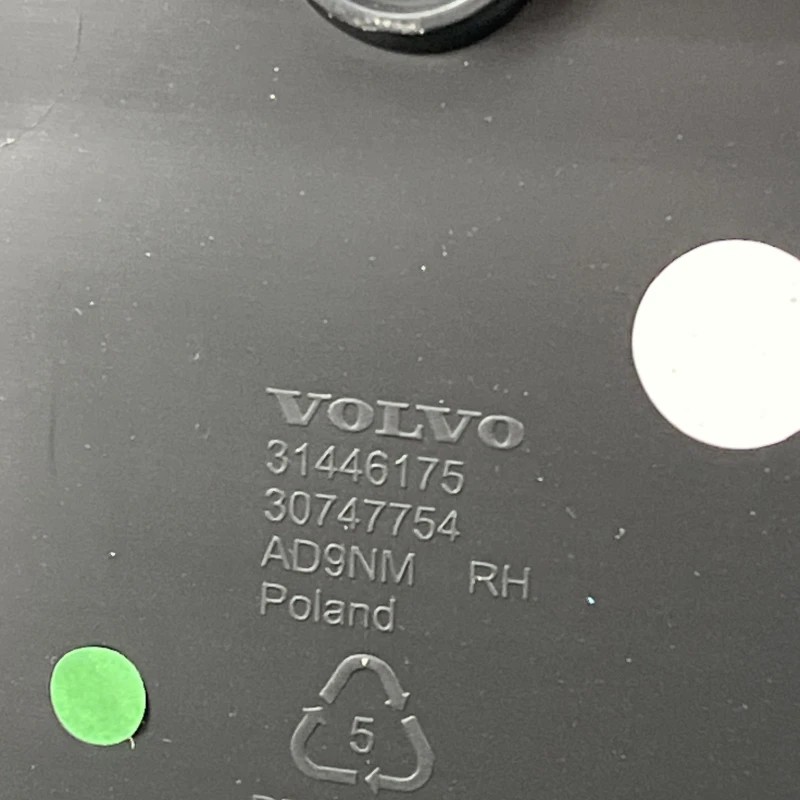 VOLVO
31446175
30747754
AD9NM RH
Poland
5